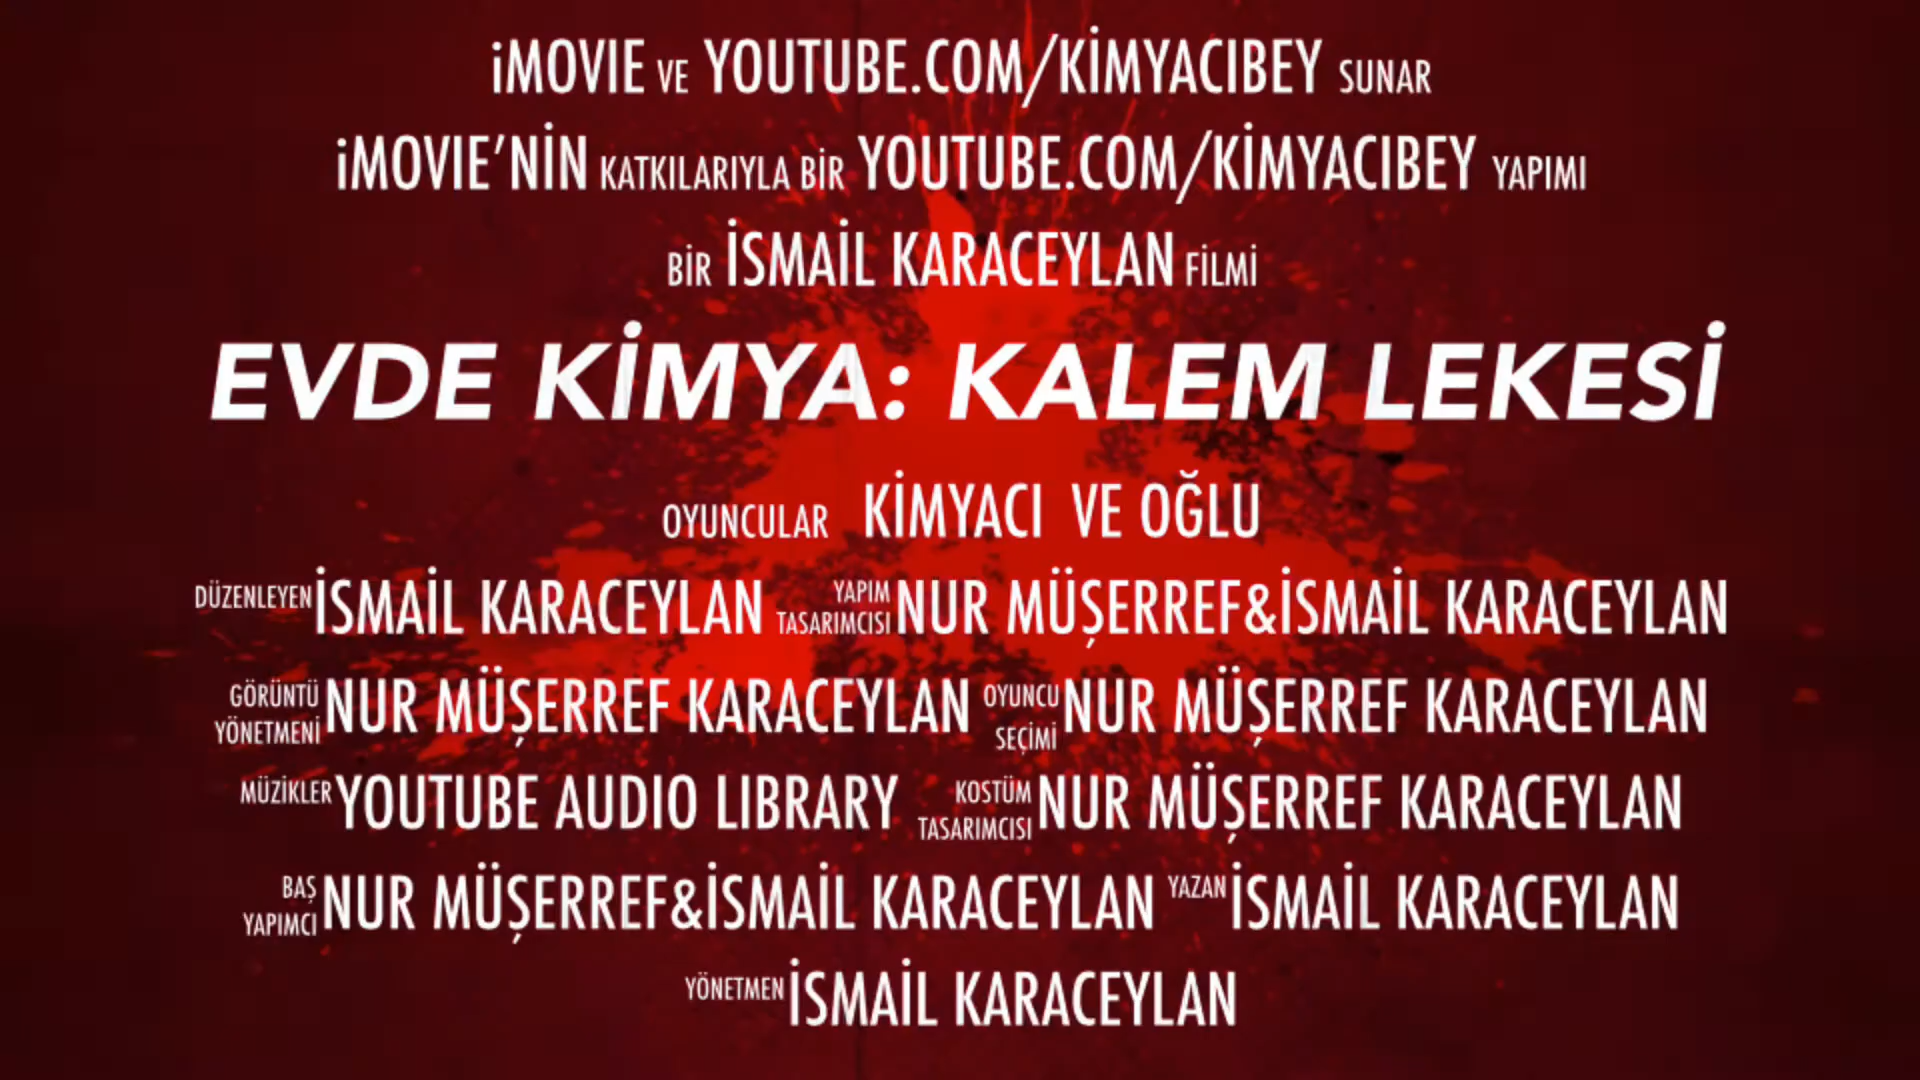 iMOVIE VE YOUTUBE.COM/KİMYACIBEY SUNAR
iMOVIE'NİN KATKILARIYLA BİR YOUTUBE.COM/KİMYACIBEY YAPIMI
BİR İSMAİL KARACEYLAN FİLMİ
EVDE KİMYA: KALEM LEKESİ
OYUNCULAR KİMYACI VE OĞLU
DÜZENLEYEN İSMAİL KARACEYLAN YAPIM TASARIMCISI NUR MÜŞERREF&İSMAİL KARACEYLAN
GÖRÜNTÜ YÖNETMENİ NUR MÜŞERREF KARACEYLAN OYUNCU SEÇİMİ NUR MÜŞERREF KARACEYLAN
MÜZİKLER YOUTUBE AUDIO LIBRARY KOSTÜM TASARIMCISI NUR MÜŞERREF KARACEYLAN
BAŞ YAPIMCI NUR MÜŞERREF&İSMAİL KARACEYLAN YAZAN İSMAİL KARACEYLAN
YÖNETMEN İSMAİL KARACEYLAN